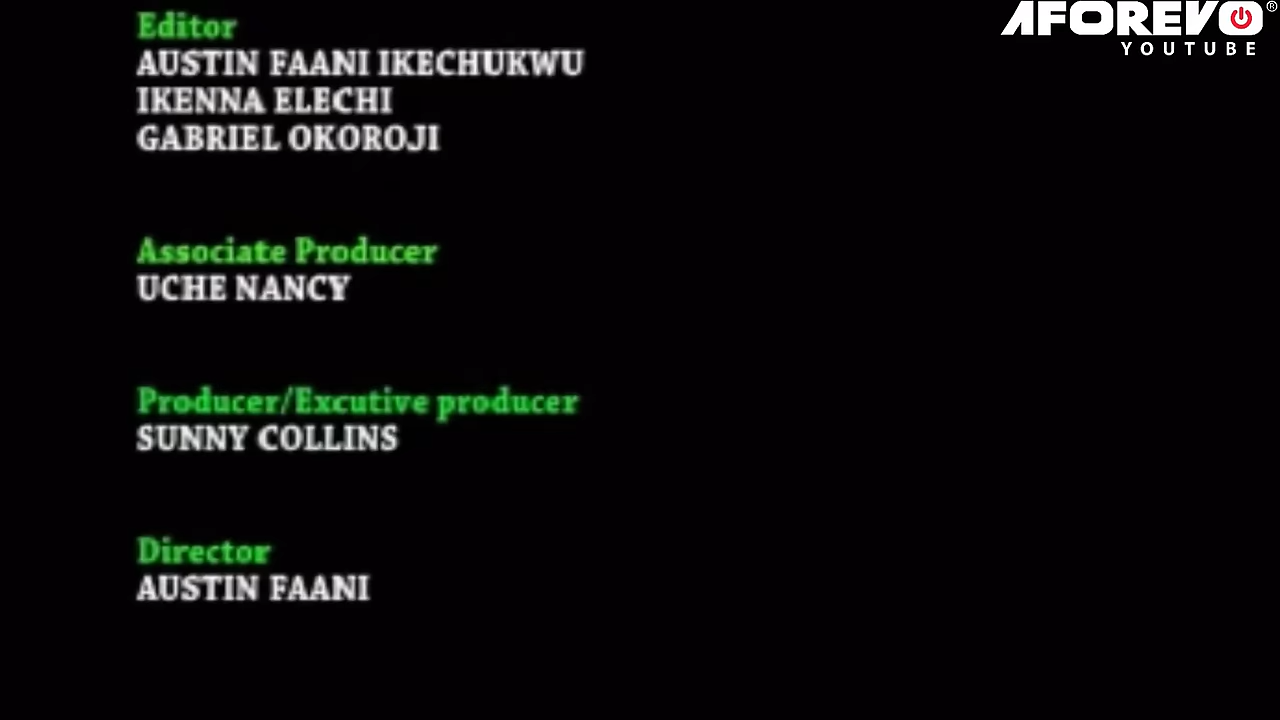 AFOREVO®
YOUTUBE
Editor
AUSTIN FAANI IKECHUKWU
IKENNA ELECHI
GABRIEL OKOROJI
Associate Producer
UCHE NANCY
Producer/Excutive producer
SUNNY COLLINS
Director
AUSTIN FAANI